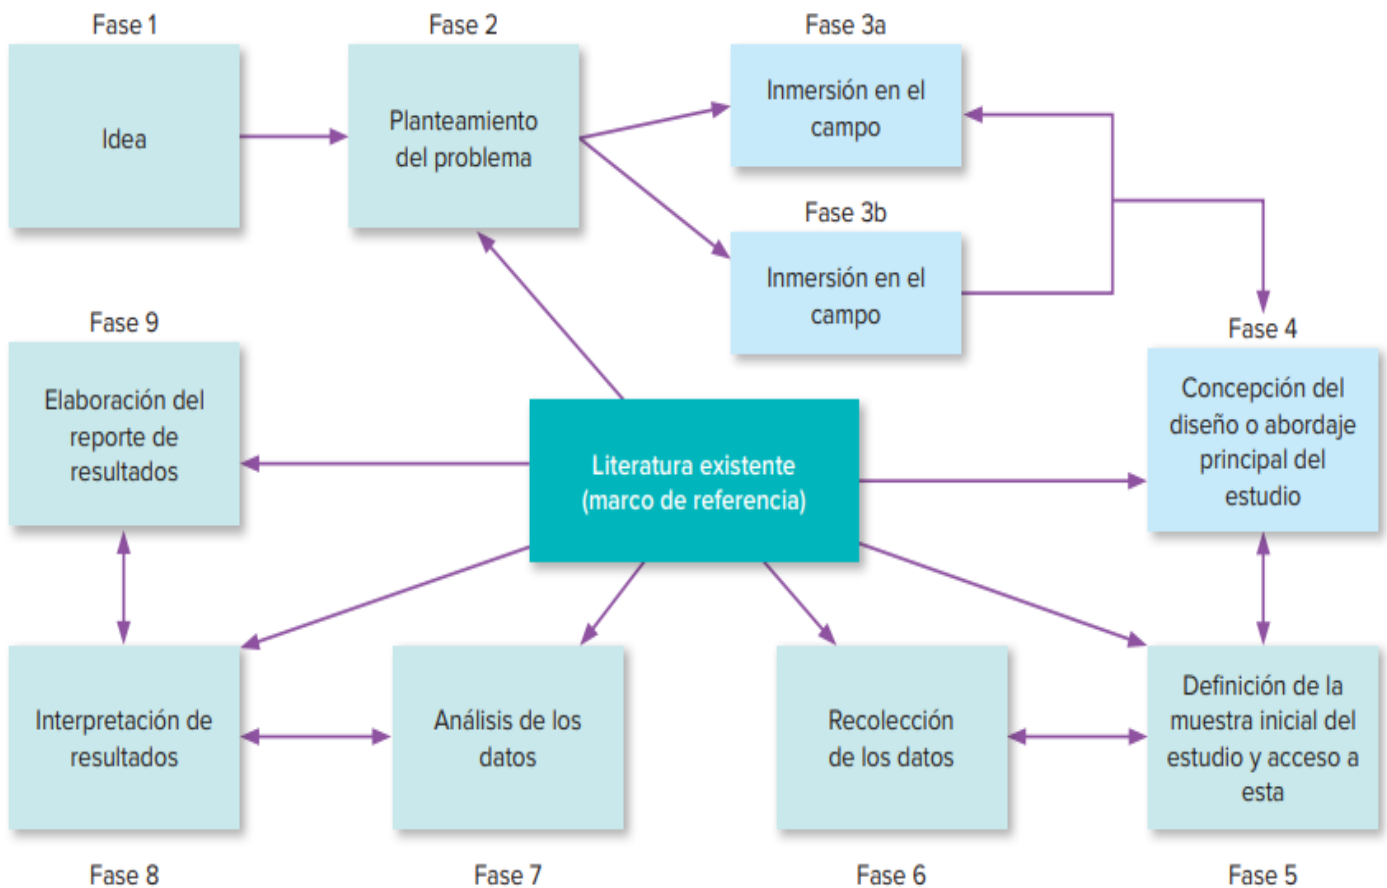 Fase 1
Idea
Fase 2
Planteamiento
del problema
Fase 3a
Inmersión en el
campo
Fase 3b
Inmersión en el
campo
Fase 4
Concepción del
diseño o abordaje
principal del
estudio
Fase 9
Elaboración del
reporte de
resultados
Literatura existente
(marco de referencia)
Interpretación de
resultados
Fase 8
Análisis de los
datos
Fase 7
Recolección
de los datos
Fase 6
Definición de la
muestra inicial del
estudio y acceso a
esta
Fase 5